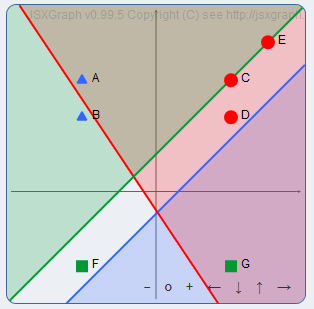 JSXGraph v0.99.5 Copyright (C) see http://jsxgraph.
E
A
C
B
D
F
G
– o + ← ↓ ↑ →